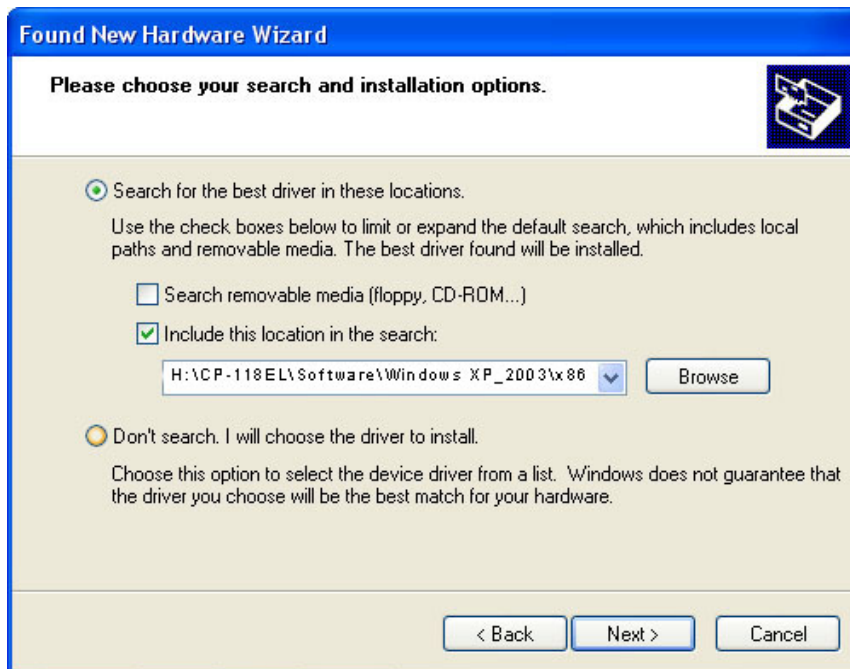 Found New Hardware Wizard
Please choose your search and installation options.
Search for the best driver in these locations.
Use the check boxes below to limit or expand the default search, which includes local
paths and removable media. The best driver found will be installed.
Search removable media (floppy, CD-ROM...)
Include this location in the search:
H:\CP-118EL\Software\Windows XP_2003\x86
Browse
Don't search. I will choose the driver to install.
Choose this option to select the device driver from a list. Windows does not guarantee that
the driver you choose will be the best match for your hardware.
< Back
Next >
Cancel